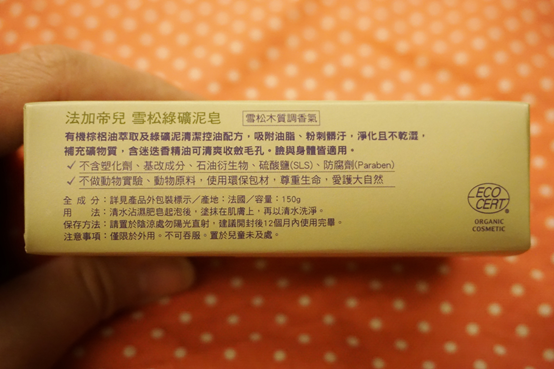 法加帝兒 雪松綠礦泥皂 雪松木質調香氣
有機棕梠油萃取及綠礦泥清潔控油配方，吸附油脂、粉刺髒汙，淨化且不乾澀，
補充礦物質，含迷迭香精油可清爽收斂毛孔。臉與身體皆適用。
✓ 不含塑化劑、基改成分、石油衍生物、硫酸鹽(SLS)、防腐劑(Paraben)
✓ 不做動物實驗、動物原料，使用環保包材，尊重生命，愛護大自然
全 成 分：詳見產品外包裝標示／產地：法國／容量：150g
用　　法：清水沾濕肥皂起泡後，塗抹在肌膚上，再以清水洗淨。
保存方法：請置於陰涼處勿陽光直射，建議開封後12個月內使用完畢。
注意事項：僅限於外用。不可吞服。置於兒童未及處。
ECO
CERT®
ORGANIC
COSMETIC